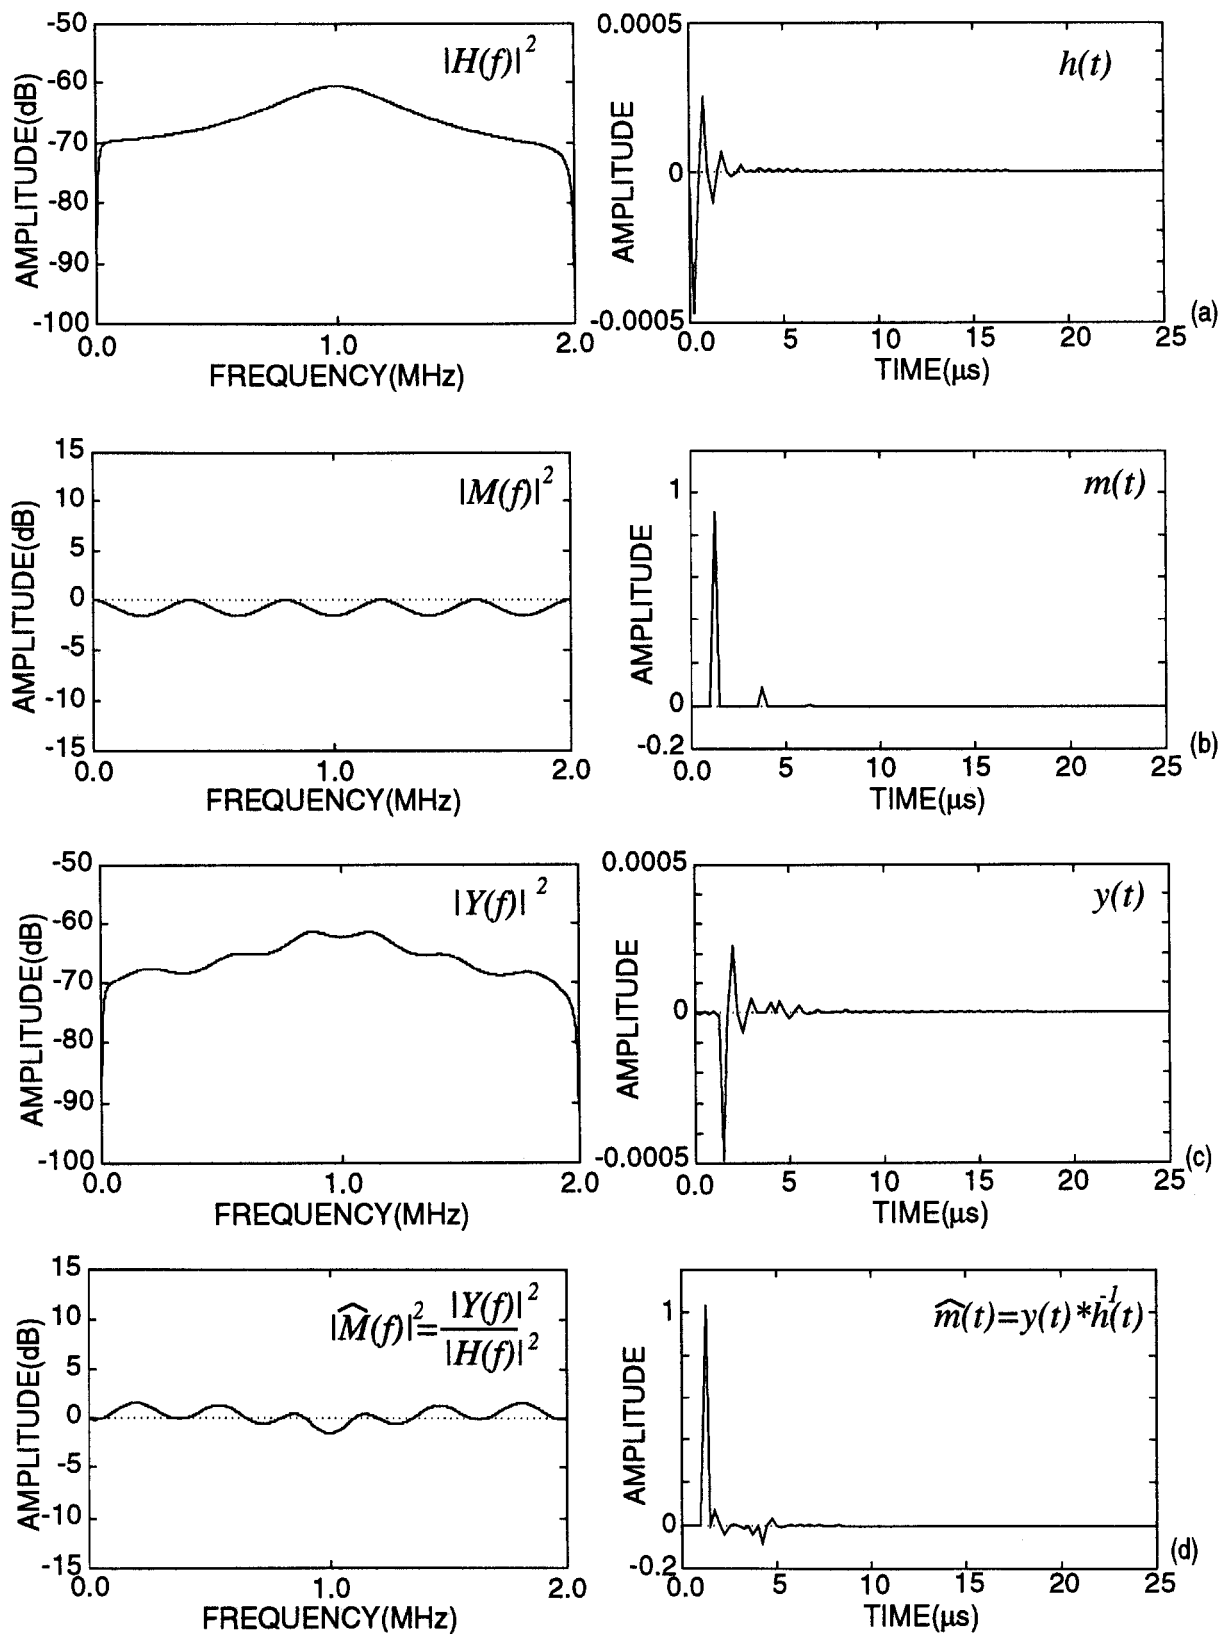 -50
-60
-70
-80
-90
-100
AMPLITUDE(dB)
|H(f)|²
0.0
1.0
2.0
FREQUENCY(MHz)
0.0005
0
-0.0005
AMPLITUDE
h(t)
0.0
5
10
15
20
25
TIME(μs)
(a)
15
10
5
0
-5
-10
-15
AMPLITUDE(dB)
|M(f)|²
0.0
1.0
2.0
FREQUENCY(MHz)
1
0
-0.2
AMPLITUDE
m(t)
0.0
5
10
15
20
25
TIME(μs)
(b)
-50
-60
-70
-80
-90
-100
AMPLITUDE(dB)
|Y(f)|²
0.0
1.0
2.0
FREQUENCY(MHz)
0.0005
0
-0.0005
AMPLITUDE
y(t)
0.0
5
10
15
20
25
TIME(μs)
(c)
15
10
5
0
-5
-10
-15
AMPLITUDE(dB)
|M̂(f)|²=|Y(f)|²/|H(f)|²
0.0
1.0
2.0
FREQUENCY(MHz)
1
0
-0.2
AMPLITUDE
m̂(t)=y(t)*h⁻¹(t)
0.0
5
10
15
20
25
TIME(μs)
(d)